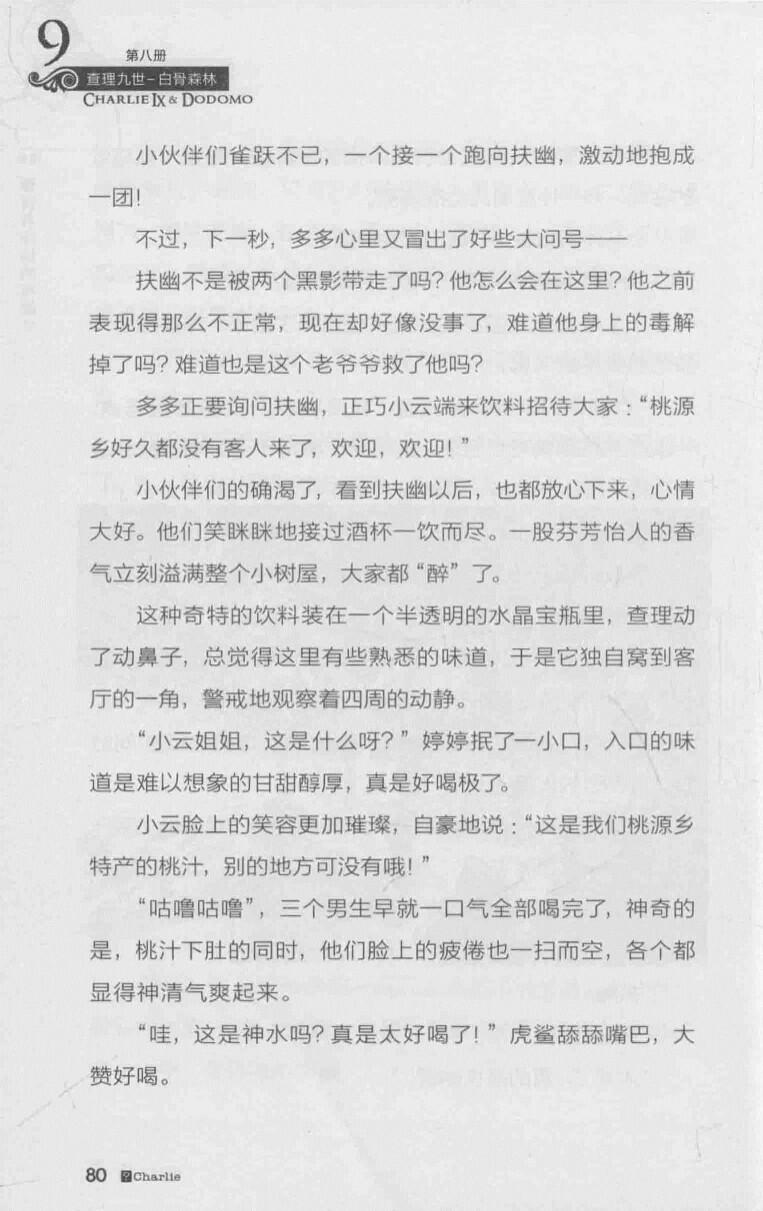 9
第八册
查理九世-白骨森林
CHARLIE IX & DODOMO
小伙伴们雀跃不已，一个接一个跑向扶幽，激动地抱成
一团！
不过，下一秒，多多心里又冒出了好些大问号——
扶幽不是被两个黑影带走了吗？他怎么会在这里？他之前
表现得那么不正常，现在却好像没事了，难道他身上的毒解
掉了吗？难道也是这个老爷爷救了他吗？
多多正要询问扶幽，正巧小云端来饮料招待大家：“桃源
乡好久都没有客人来了，欢迎，欢迎！”
小伙伴们的确渴了，看到扶幽以后，也都放心下来，心情
大好。他们笑眯眯地接过酒杯一饮而尽。一股芬芳怡人的香
气立刻溢满整个小树屋，大家都“醉”了。
这种奇特的饮料装在一个半透明的水晶宝瓶里，查理动
了动鼻子，总觉得这里有些熟悉的味道，于是它独自窝到客
厅的一角，警戒地观察着四周的动静。
“小云姐姐，这是什么呀？”婷婷抿了一小口，入口的味
道是难以想象的甘甜醇厚，真是好喝极了。
小云脸上的笑容更加璀璨，自豪地说：“这是我们桃源乡
特产的桃汁，别的地方可没有哦！”
“咕噜咕噜”，三个男生早就一口气全部喝完了，神奇的
是，桃汁下肚的同时，他们脸上的疲倦也一扫而空，各个都
显得神清气爽起来。
“哇，这是神水吗？真是太好喝了！”虎鲨舔舔嘴巴，大
赞好喝。
80 Charlie